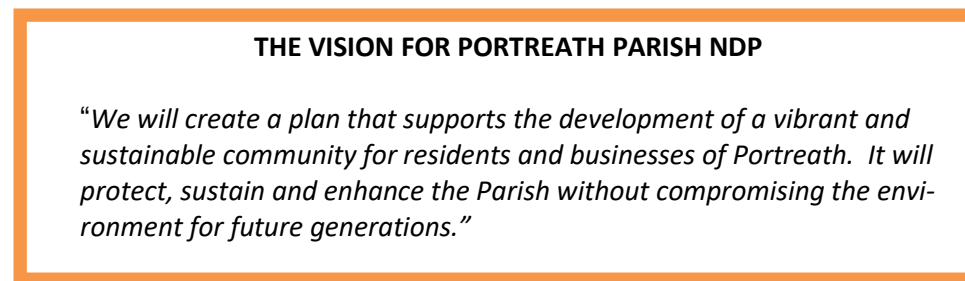 THE VISION FOR PORTREATH PARISH NDP
“We will create a plan that supports the development of a vibrant and
sustainable community for residents and businesses of Portreath.  It will
protect, sustain and enhance the Parish without compromising the envi-
ronment for future generations.”